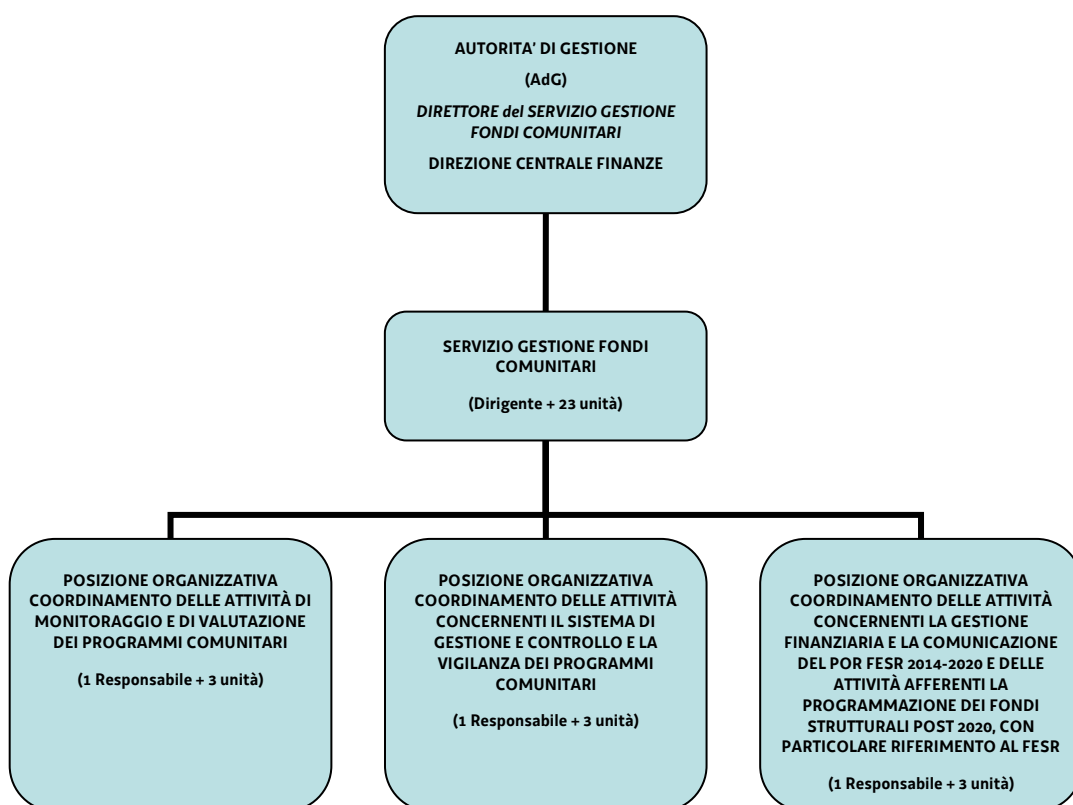 AUTORITA' DI GESTIONE
(AdG)
DIRETTORE del SERVIZIO GESTIONE
FONDI COMUNITARI
DIREZIONE CENTRALE FINANZE
SERVIZIO GESTIONE FONDI
COMUNITARI
(Dirigente + 23 unità)
POSIZIONE ORGANIZZATIVA
COORDINAMENTO DELLE ATTIVITÀ DI
MONITORAGGIO E DI VALUTAZIONE
DEI PROGRAMMI COMUNITARI
(1 Responsabile + 3 unità)
POSIZIONE ORGANIZZATIVA
COORDINAMENTO DELLE ATTIVITÀ
CONCERNENTI IL SISTEMA DI
GESTIONE E CONTROLLO E LA
VIGILANZA DEI PROGRAMMI
COMUNITARI
(1 Responsabile + 3 unità)
POSIZIONE ORGANIZZATIVA
COORDINAMENTO DELLE ATTIVITÀ
CONCERNENTI LA GESTIONE
FINANZIARIA E LA COMUNICAZIONE
DEL POR FESR 2014-2020 E DELLE
ATTIVITÀ AFFERENTI LA
PROGRAMMAZIONE DEI FONDI
STRUTTURALI POST 2020, CON
PARTICOLARE RIFERIMENTO AL FESR
(1 Responsabile + 3 unità)